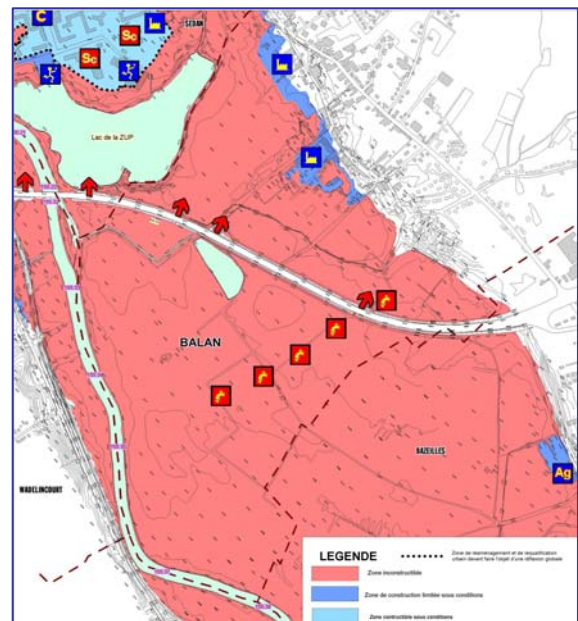 C
SEDAN
Sc
Sc
Lac de la ZUP
BALAN
BAZEILLES
WADELINCOURT
Ag
LEGENDE
Zone de réaménagement et de requalification
urbain devant faire l'objet d'une réflexion globale
Zone inconstructible
Zone de construction limitée sous conditions
Zone constructible sous conditions